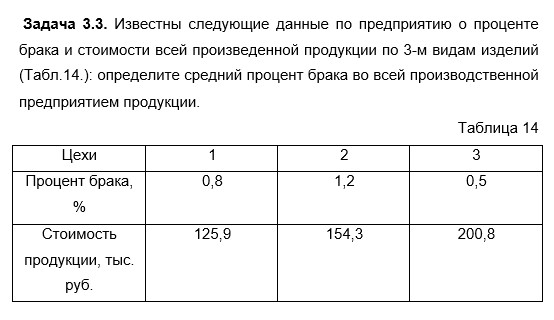 Задача 3.3. Известны следующие данные по предприятию о проценте
брака и стоимости всей произведенной продукции по 3-м видам изделий
(Табл.14.): определите средний процент брака во всей производственной
предприятием продукции.
Таблица 14
Цехи 1 2 3
Процент брака, 0,8 1,2 0,5
%
Стоимость 125,9 154,3 200,8
продукции, тыс.
руб.